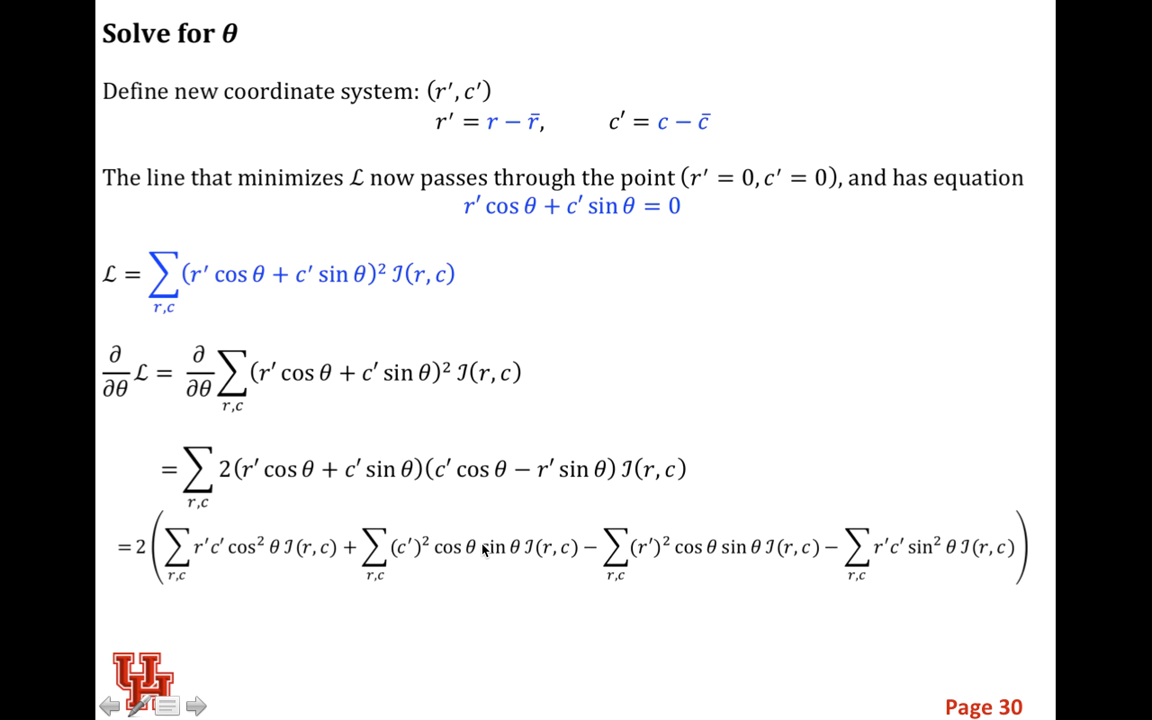 Solve for θ
Define new coordinate system: (r′, c′)
r′ = r − r̄, c′ = c − c̄
The line that minimizes ℒ now passes through the point (r′ = 0, c′ = 0), and has equation
r′ cos θ + c′ sin θ = 0
ℒ = ∑_{r,c} (r′ cos θ + c′ sin θ)² ℐ(r, c)
∂/∂θ ℒ = ∂/∂θ ∑_{r,c} (r′ cos θ + c′ sin θ)² ℐ(r, c)
= ∑_{r,c} 2(r′ cos θ + c′ sin θ)(c′ cos θ − r′ sin θ) ℐ(r, c)
= 2 ( ∑_{r,c} r′c′ cos² θ ℐ(r, c) + ∑_{r,c} (c′)² cos θ sin θ ℐ(r, c) − ∑_{r,c} (r′)² cos θ sin θ ℐ(r, c) − ∑_{r,c} r′c′ sin² θ ℐ(r, c) )
UH
Page 30